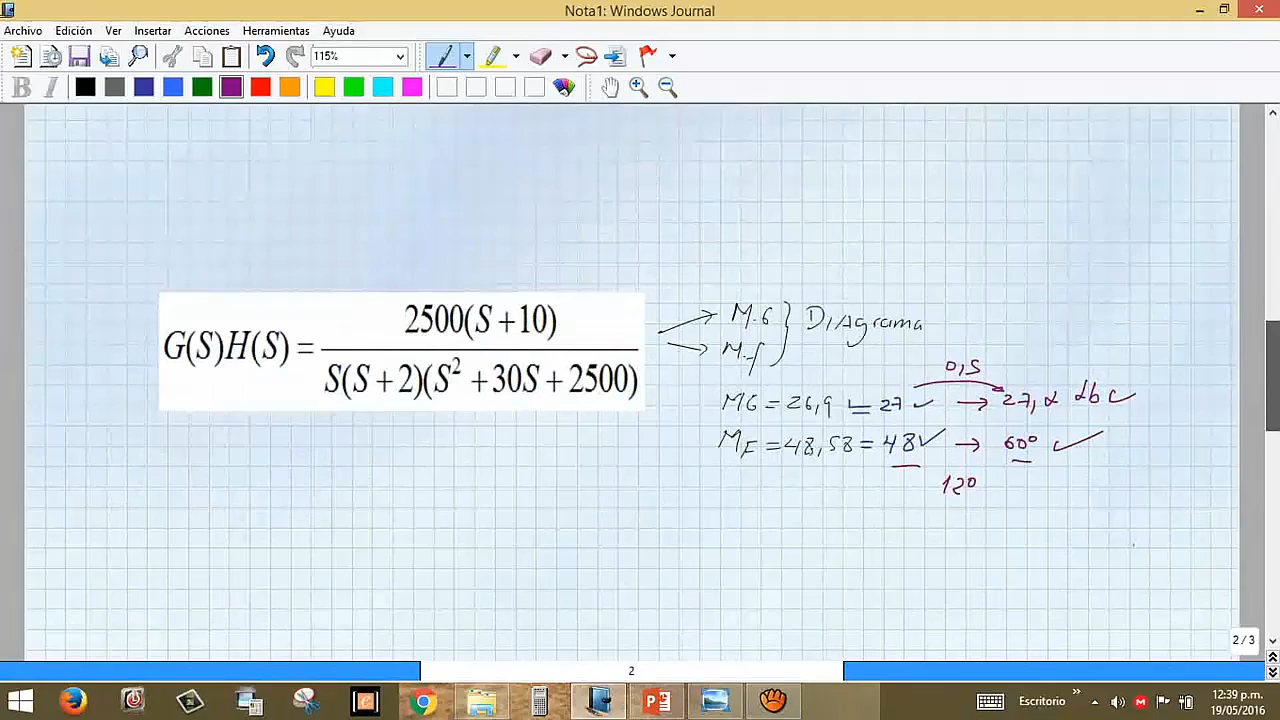 Nota1: Windows Journal
Archivo Edición Ver Insertar Acciones Herramientas Ayuda
115%
B I
G(S)H(S) = 2500(S+10) / S(S+2)(S² +30S+2500)
M.G } DIAgrama
M.f
0,5
MG = 26,9 27 ✓ → 27, db ✓
MF = 48,58 = 48 ✓ → 60° ✓
12°
2 / 3
2
Escritorio »
12:39 p.m.
19/05/2016